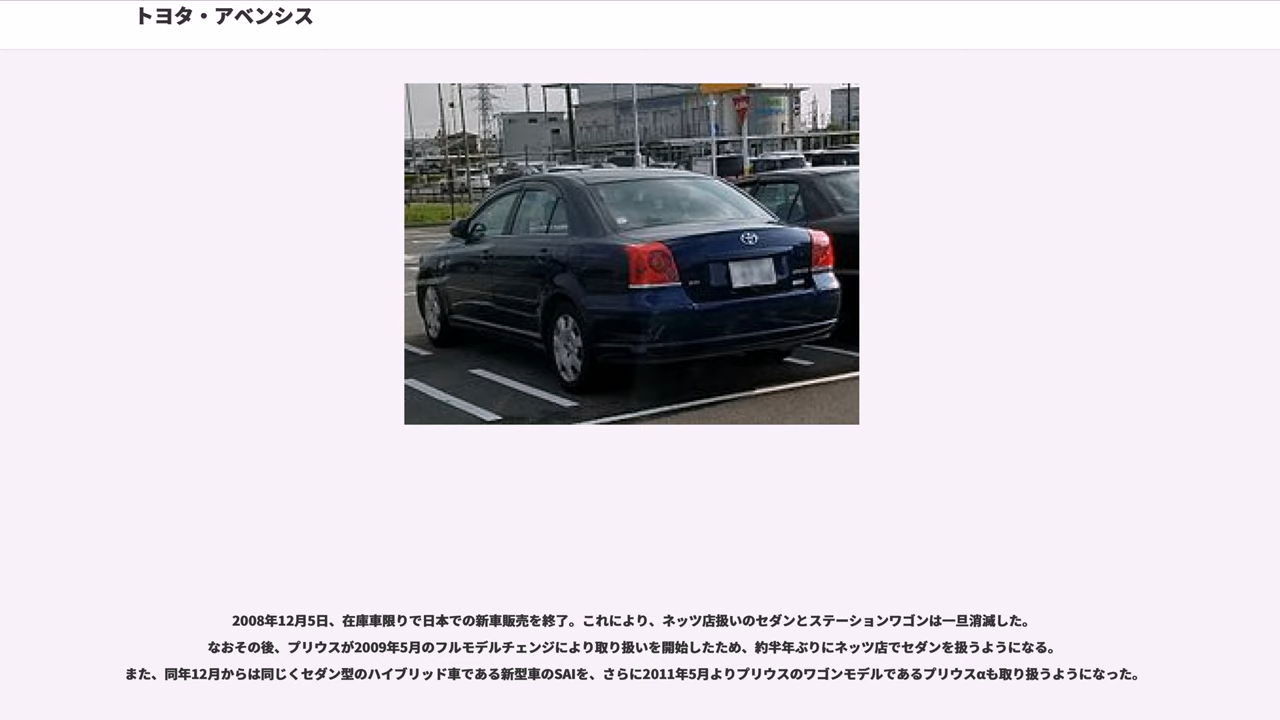 トヨタ・アベンシス
2008年12月5日、在庫車限りで日本での新車販売を終了。これにより、ネッツ店扱いのセダンとステーションワゴンは一旦消滅した。
なおその後、プリウスが2009年5月のフルモデルチェンジにより取り扱いを開始したため、約半年ぶりにネッツ店でセダンを扱うようになる。
また、同年12月からは同じくセダン型のハイブリッド車である新型車のSAIを、さらに2011年5月よりプリウスのワゴンモデルであるプリウスαも取り扱うようになった。